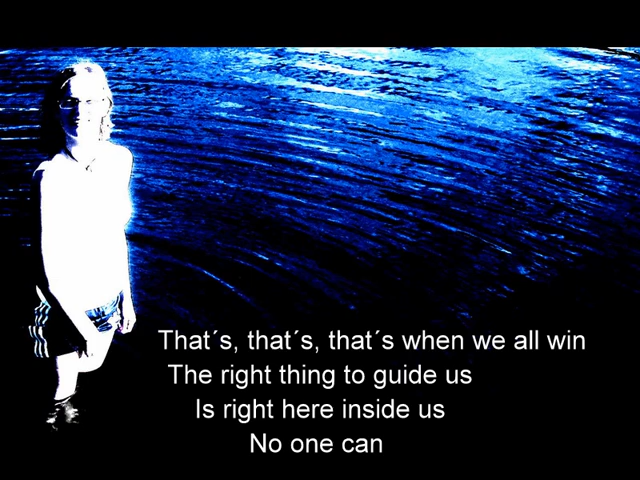 That´s, that´s, that´s when we all win
The right thing to guide us
Is right here inside us
No one can